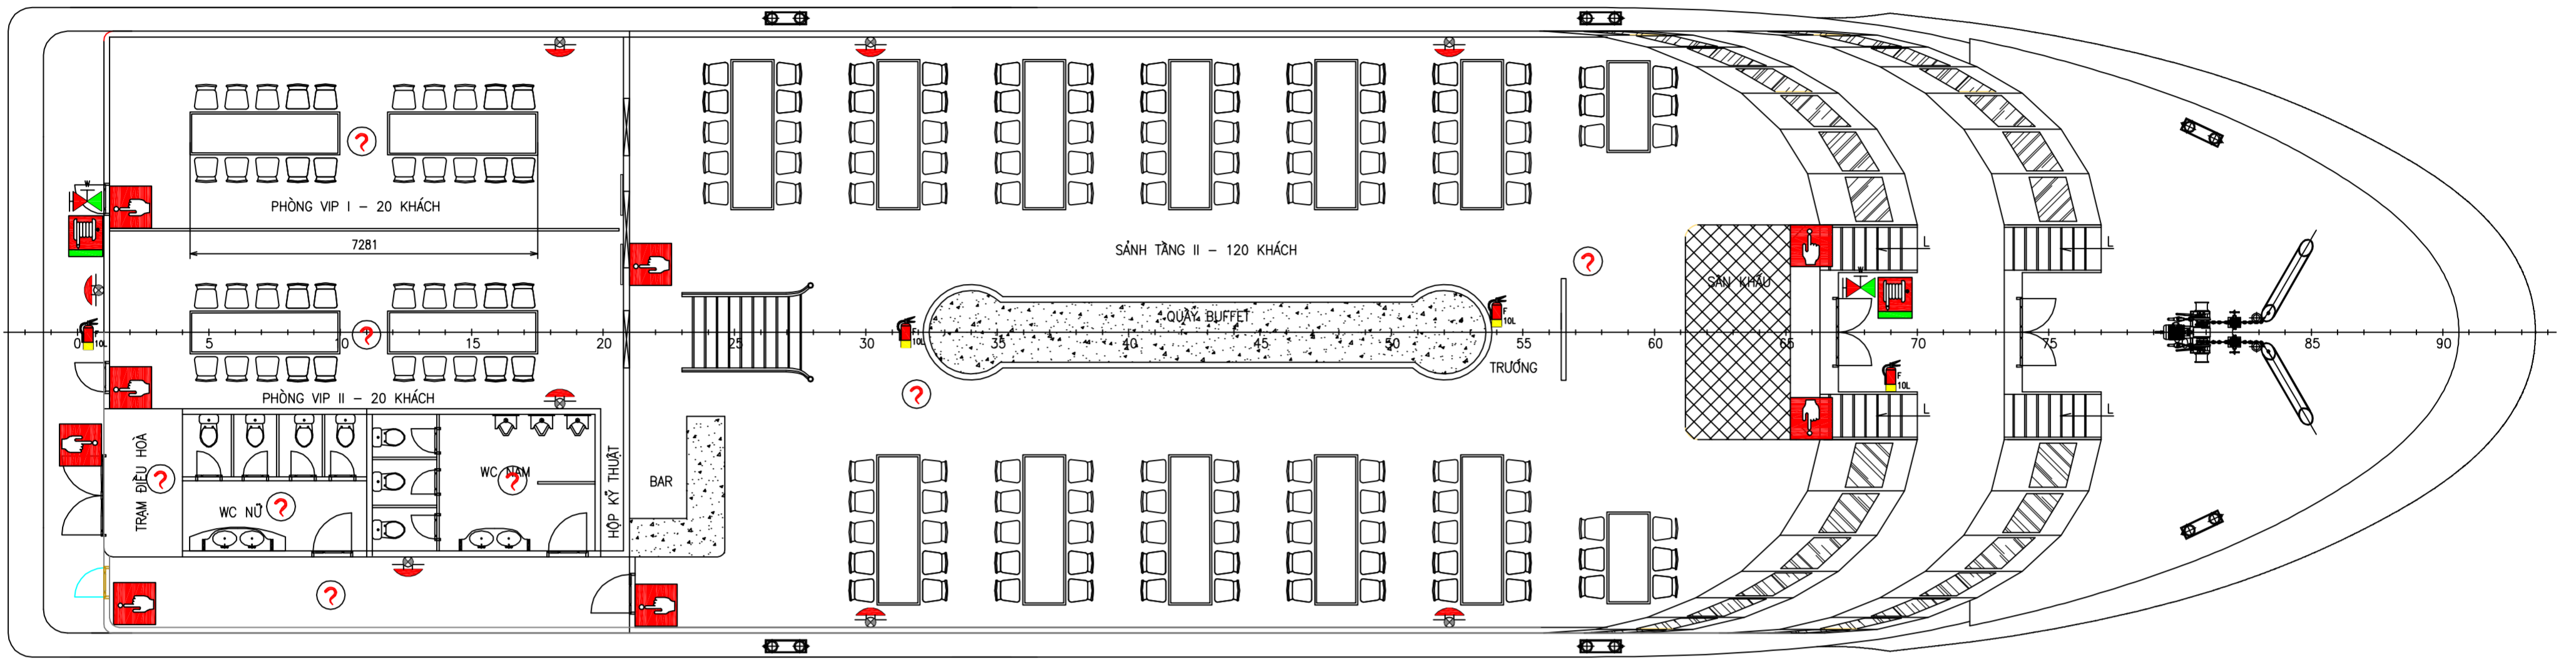 W
PHÒNG VIP I - 20 KHÁCH
7281
SẢNH TẦNG II - 120 KHÁCH
L
L
SÂN KHẤU
W
QUẦY BUFFET
F
10L
F
10L
F
10L
0 5 10 15 20 25 30 35 40 45 50 55 60 65 70 75 85 90
TRƯỚNG
F
10L
PHÒNG VIP II - 20 KHÁCH
L
L
TRẠM ĐIỀU HOÀ
WC NỮ
WC NAM
HỘP KỸ THUẬT
BAR